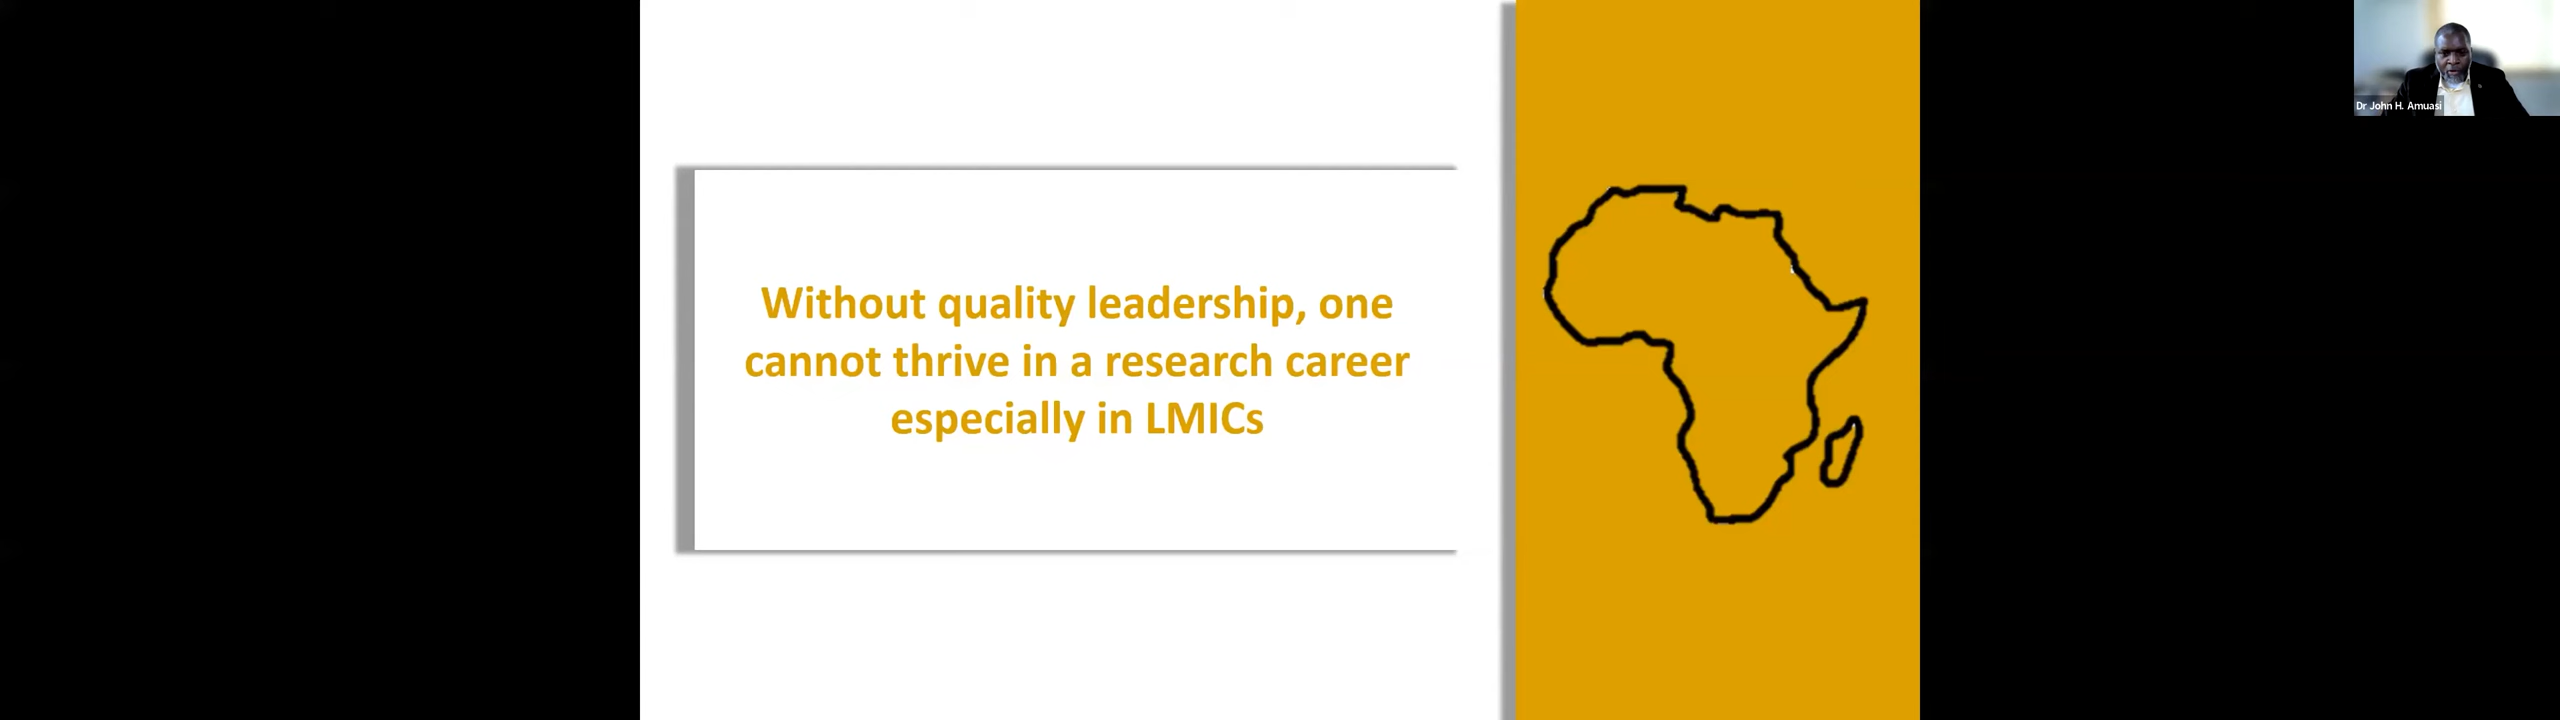 Without quality leadership, one
cannot thrive in a research career
especially in LMICs
Dr John H. Amuasi